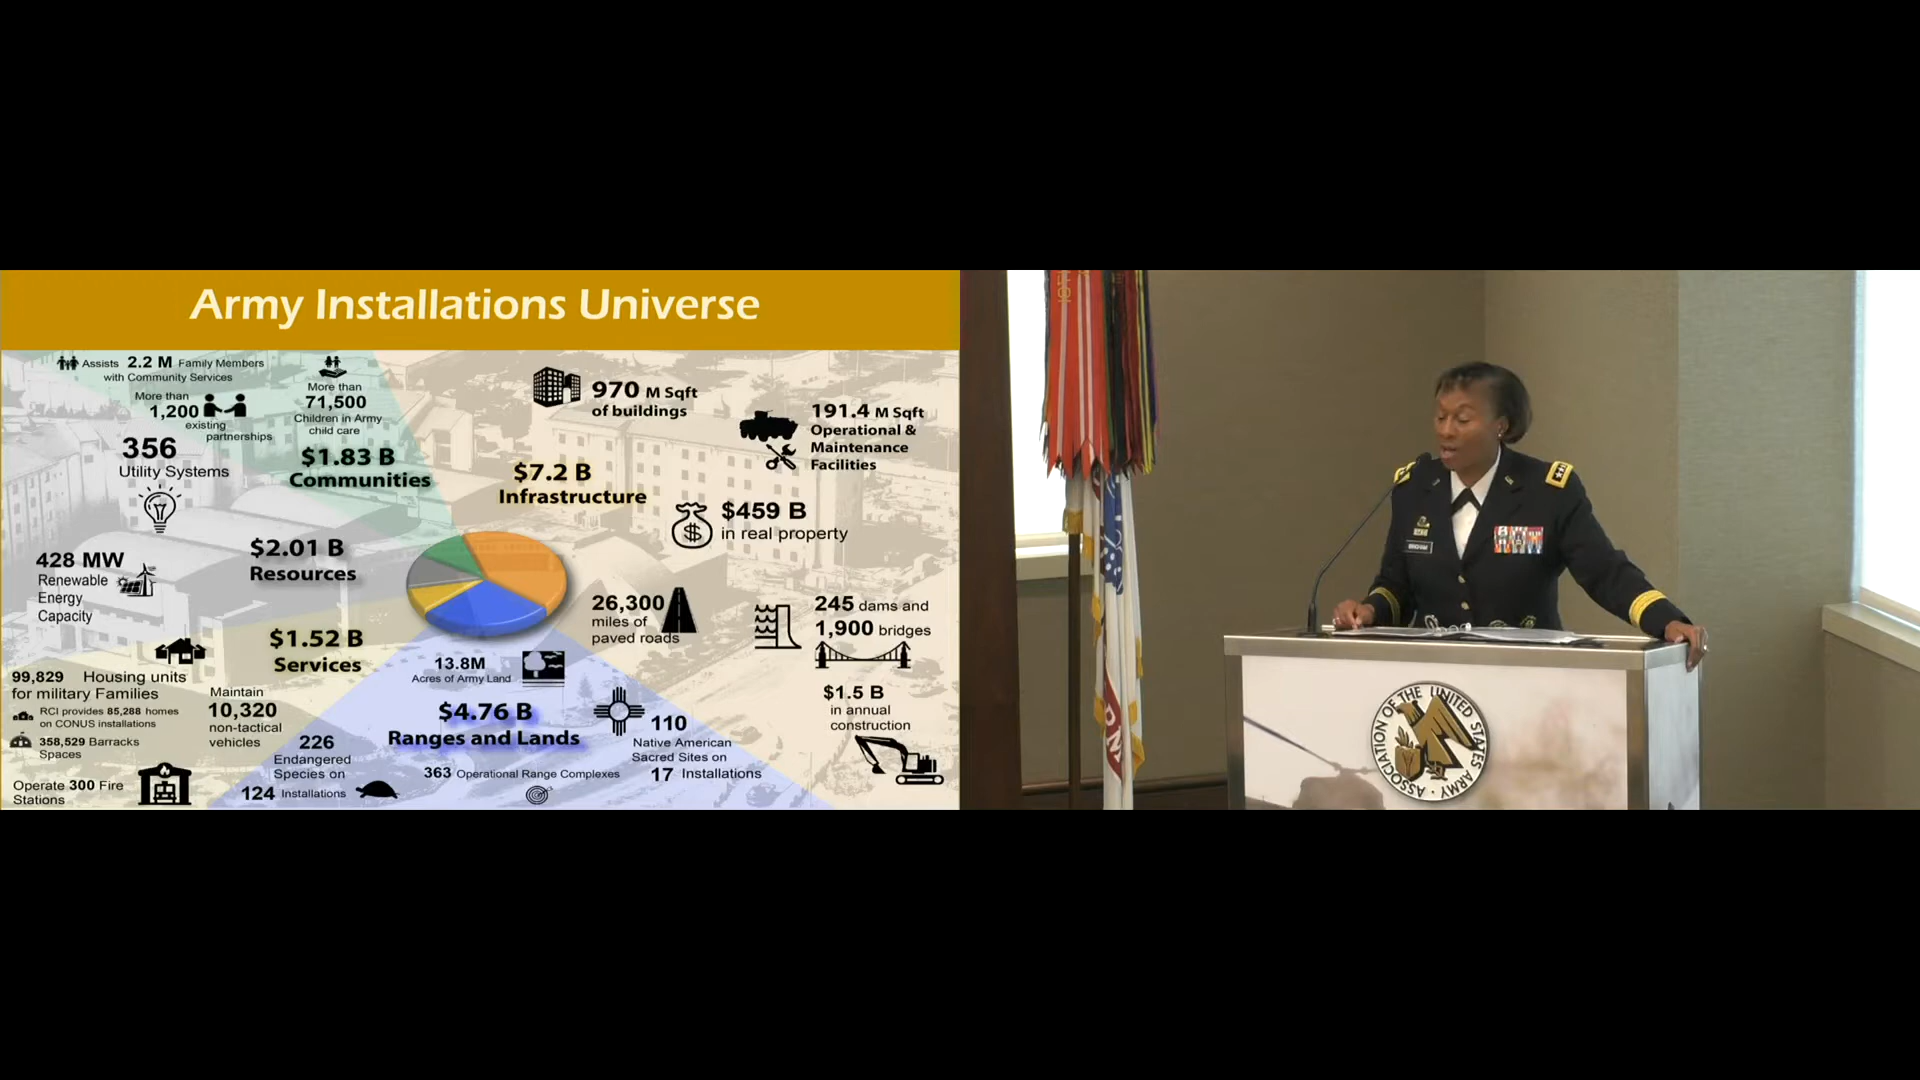 Army Installations Universe
Assists 2.2 M Family Members
with Community Services
More than
1,200
existing
partnerships
More than
71,500
Children in Army
child care
356
Utility Systems
$1.83 B
Communities
970 M Sqft
of buildings
191.4 M Sqft
Operational &
Maintenance
Facilities
$7.2 B
Infrastructure
$459 B
in real property
428 MW
Renewable
Energy
Capacity
$2.01 B
Resources
26,300
miles of
paved roads
245 dams and
1,900 bridges
$1.5 B
in annual
construction
$1.52 B
Services
99,829 Housing units
for military Families
RCI provides 85,288 homes
on CONUS installations
358,529 Barracks
Spaces
Operate 300 Fire
Stations
Maintain
10,320
non-tactical
vehicles
226
Endangered
Species on
124 Installations
13.8M
Acres of Army Land
$4.76 B
Ranges and Lands
363 Operational Range Complexes
110
Native American
Sacred Sites on
17 Installations
BINGHAM
ASSOCIATION OF THE UNITED STATES ARMY